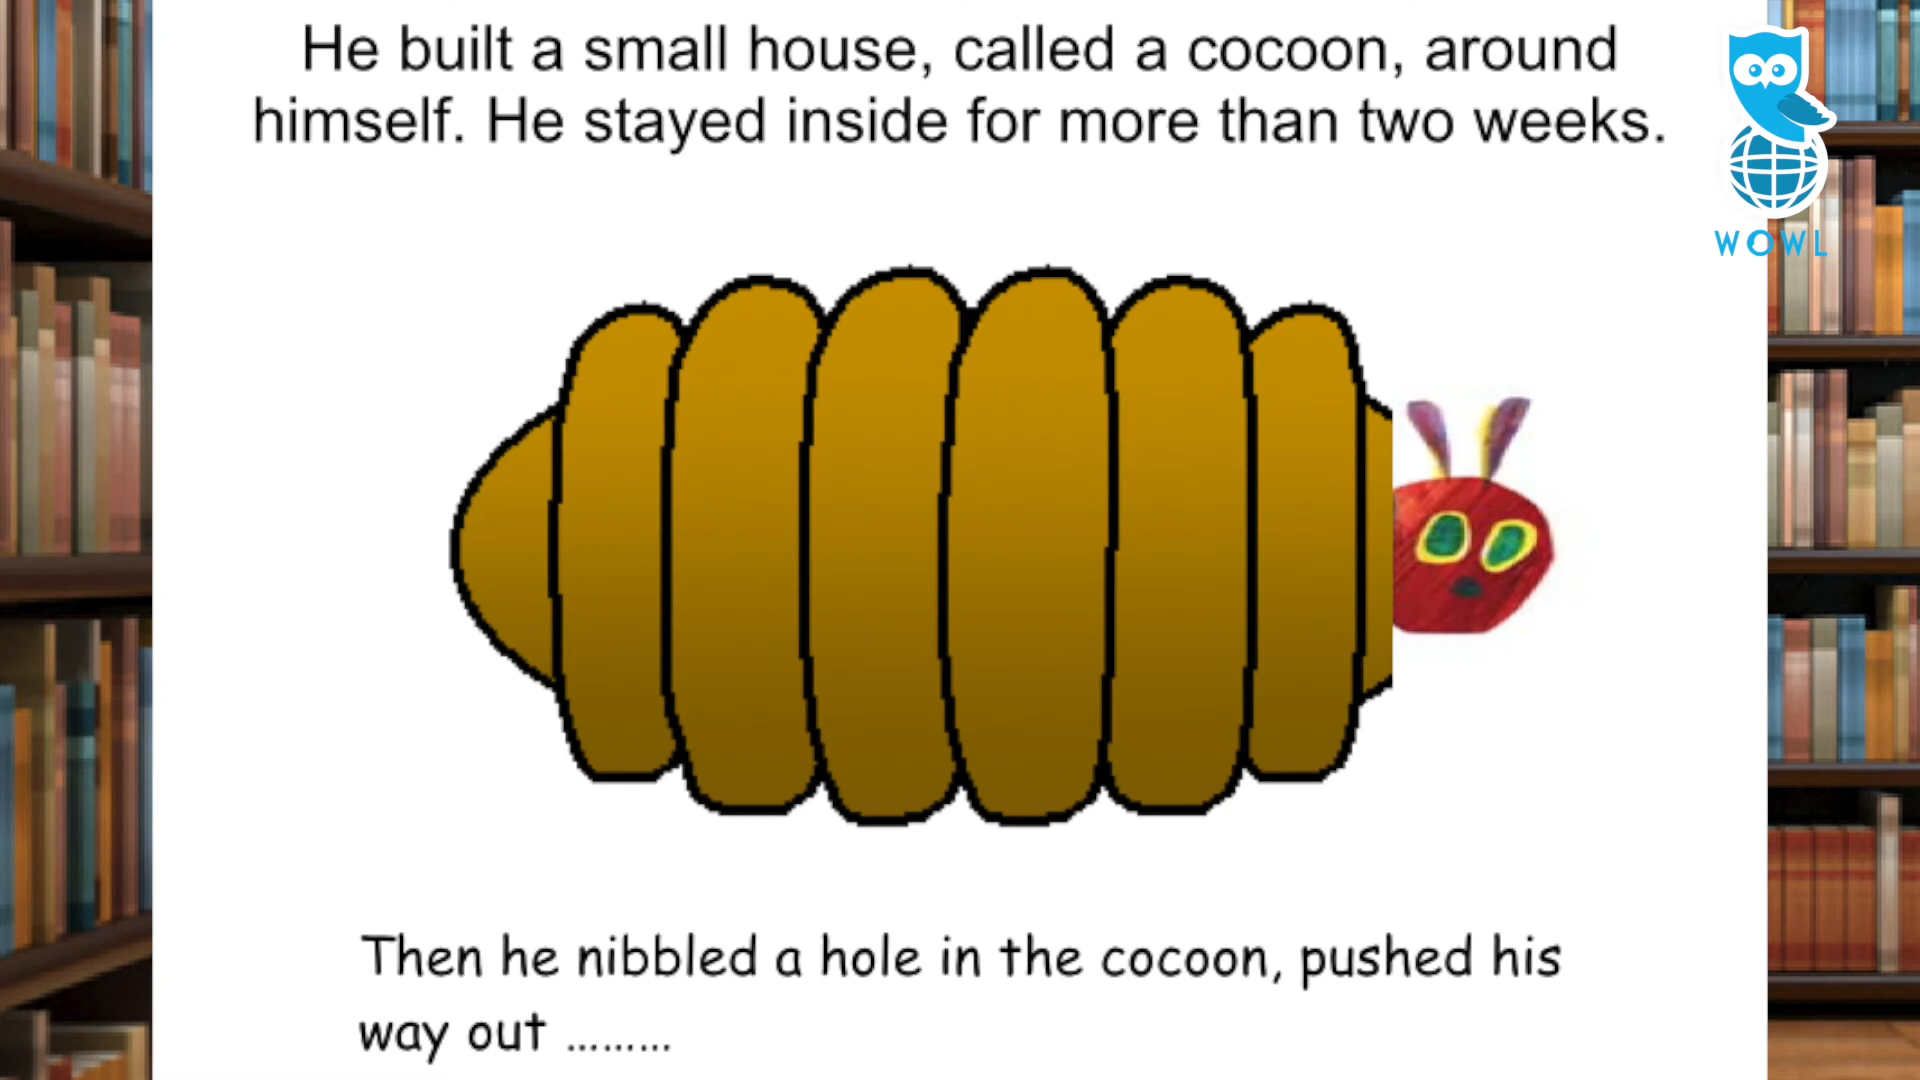 He built a small house, called a cocoon, around
himself. He stayed inside for more than two weeks.
WOWL
Then he nibbled a hole in the cocoon, pushed his
way out .........